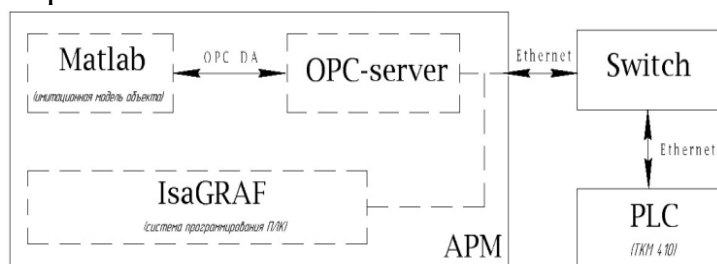 Matlab
(имитационная модель объекта)
OPC DA
OPC-server
Ethernet
Switch
Ethernet
IsaGRAF
(система программирования ПЛК)
АРМ
PLC
(ТКМ 410)